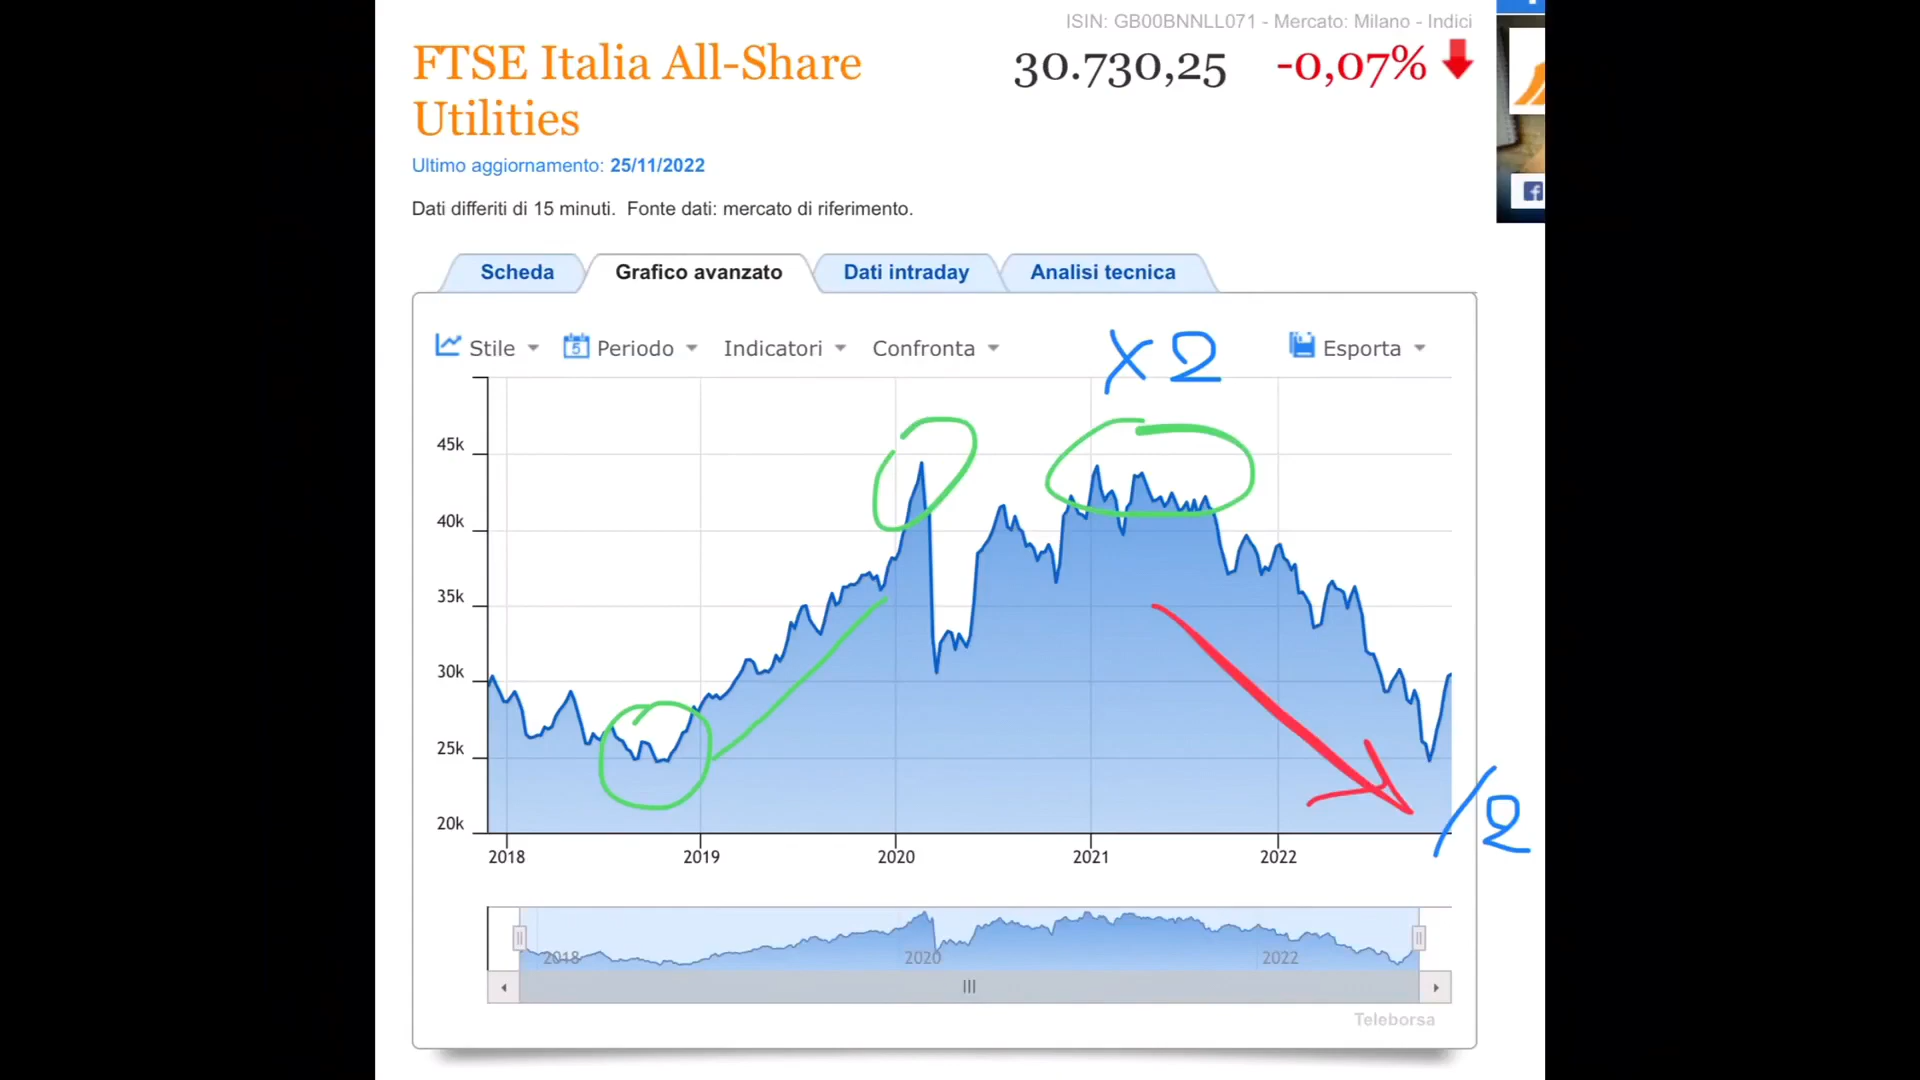 ISIN: GB00BNNLL071 - Mercato: Milano - Indici
FTSE Italia All-Share
Utilities
30.730,25 -0,07%
Ultimo aggiornamento: 25/11/2022
Dati differiti di 15 minuti. Fonte dati: mercato di riferimento.
Scheda Grafico avanzato Dati intraday Analisi tecnica
Stile 5 Periodo Indicatori Confronta Esporta
x2
45k
40k
35k
30k
25k
20k
/2
2018 2019 2020 2021 2022
2018 2020 2022
Teleborsa